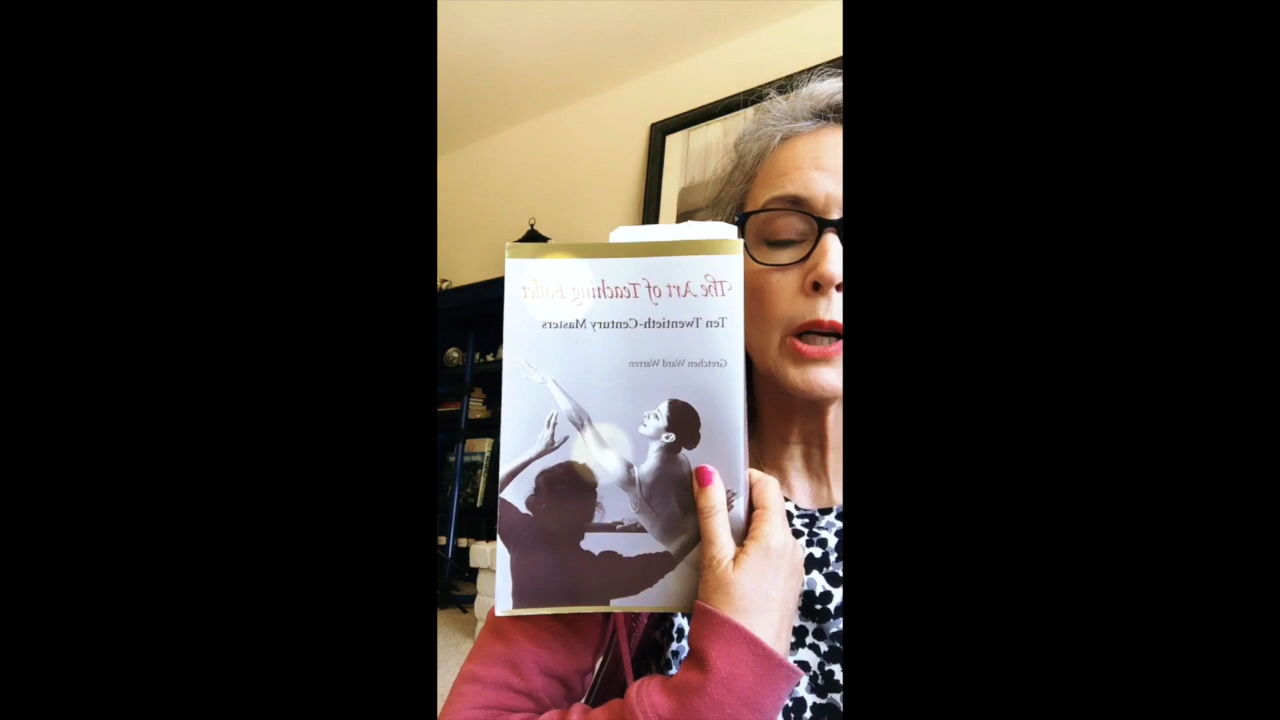 The Art of Teaching Ballet
Ten Twentieth-Century Masters
Gretchen Ward Warren